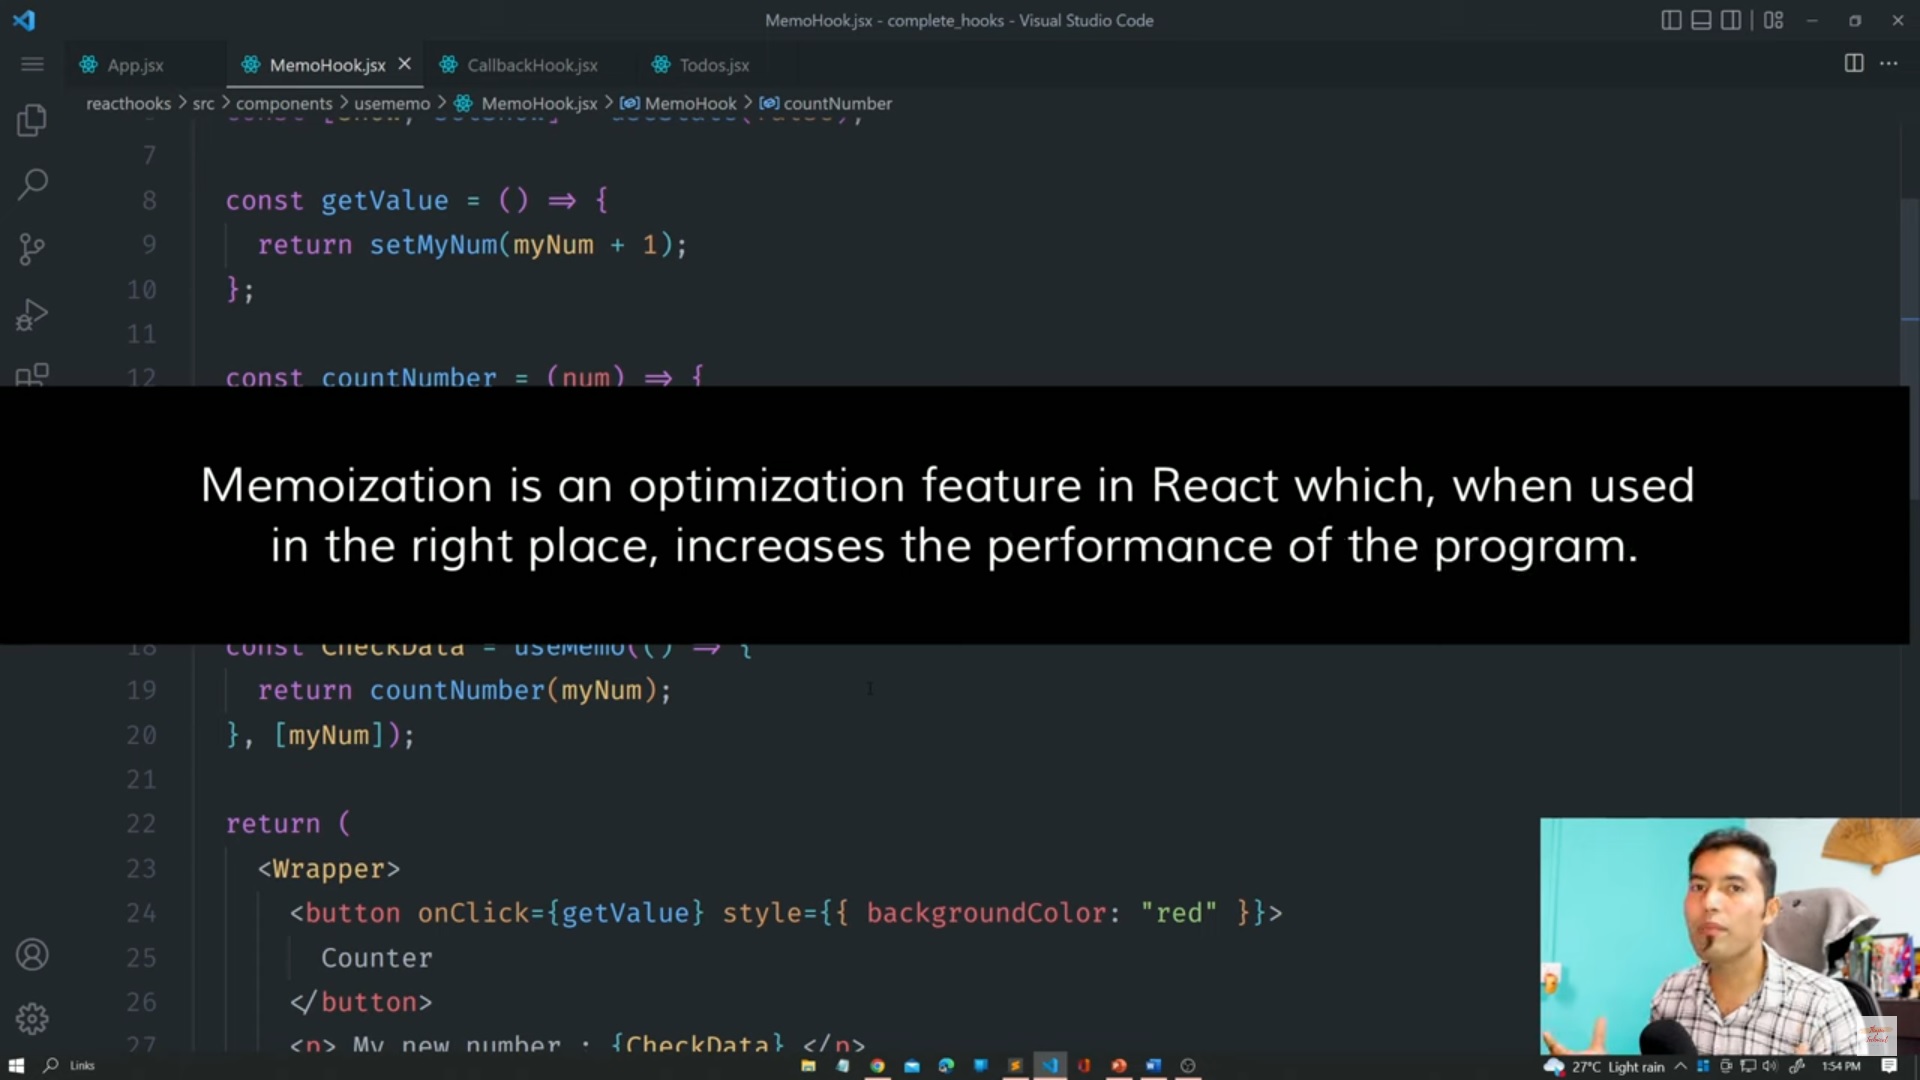 MemoHook.jsx - complete_hooks - Visual Studio Code
App.jsx MemoHook.jsx CallbackHook.jsx Todos.jsx
reacthooks > src > components > usememo > MemoHook.jsx > MemoHook > countNumber
7
8 const getValue = () => {
9 return setMyNum(myNum + 1);
10 };
11
12 const countNumber = (num) => {
Memoization is an optimization feature in React which, when used
in the right place, increases the performance of the program.
18 const CheckData = useMemo(() => {
19 return countNumber(myNum);
20 }, [myNum]);
21
22 return (
23 <Wrapper>
24 <button onClick={getValue} style={{ backgroundColor: "red" }}>
25 Counter
26 </button>
27 <p> My new number : {CheckData} </p>
Links
27°C Light rain
1:54 PM